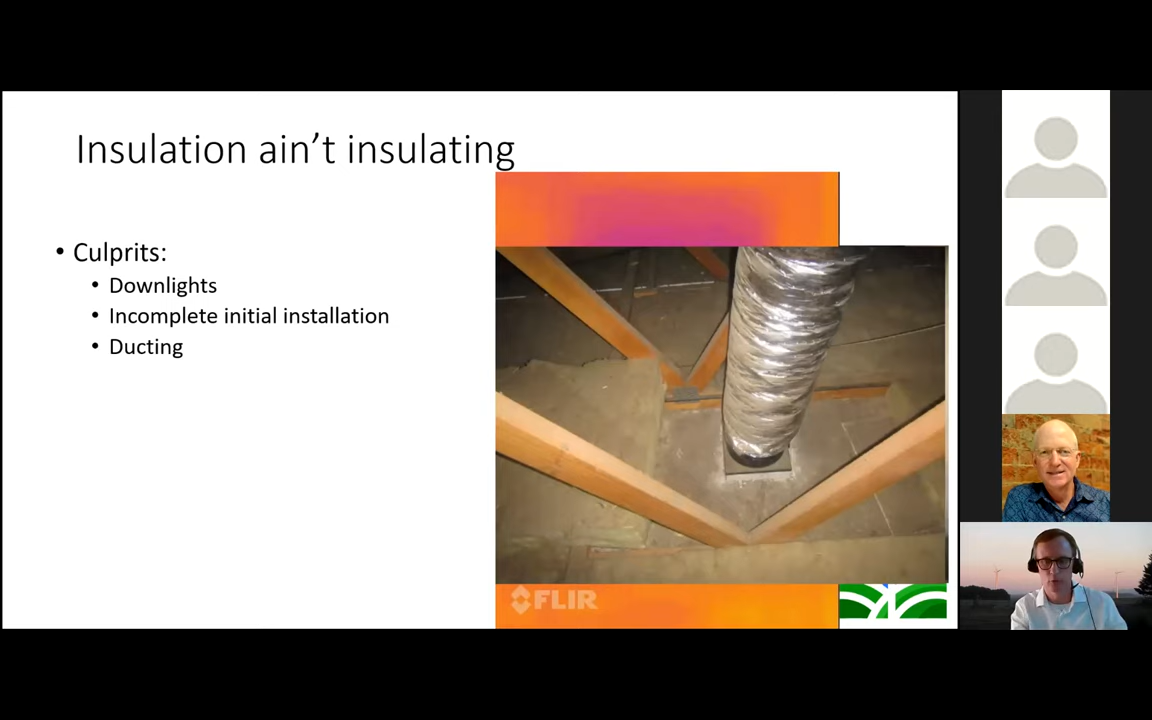 Insulation ain’t insulating
• Culprits:
• Downlights
• Incomplete initial installation
• Ducting
FLIR